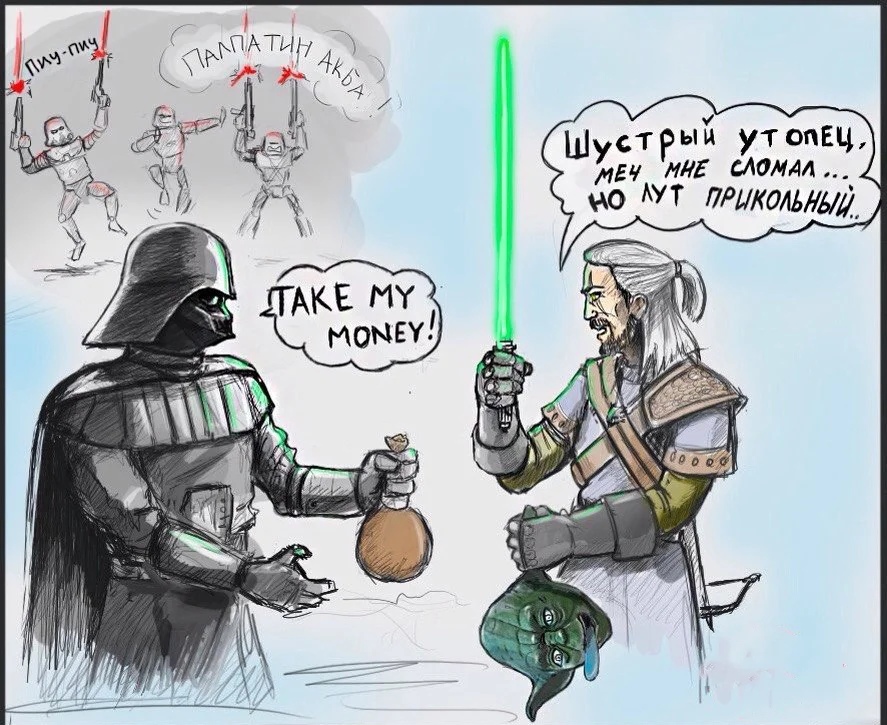 Пиу-пиу
ПАЛПАТИН АКБА!
TAKE MY
MONEY!
Шустрый утопец,
меч мне сломал...
но лут прикольный..